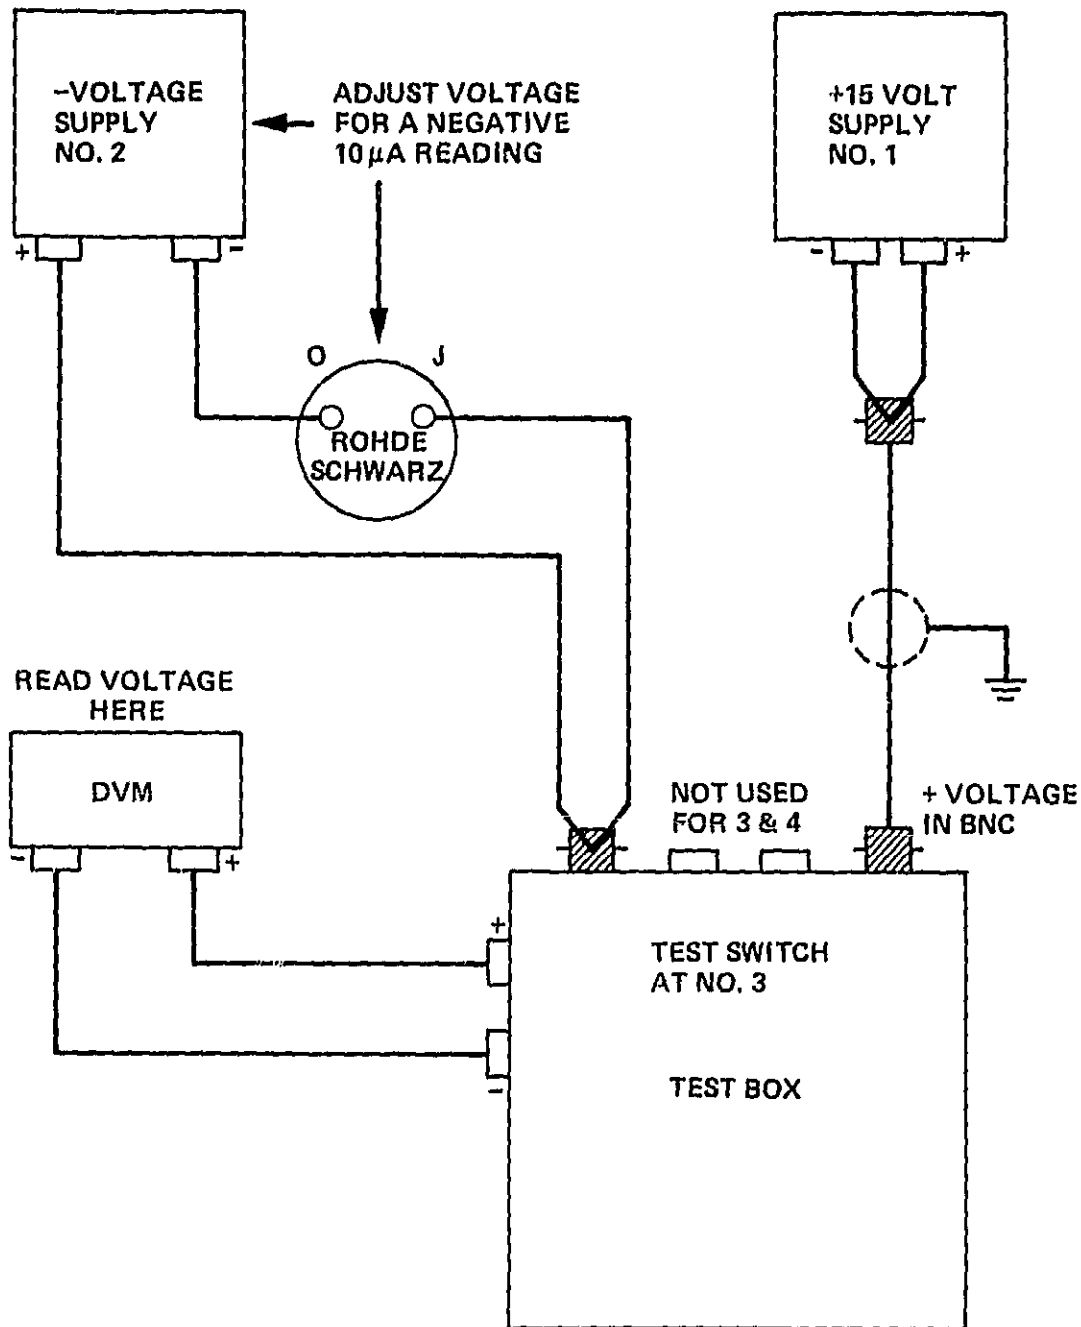 -VOLTAGE
SUPPLY
NO. 2
ADJUST VOLTAGE
FOR A NEGATIVE
10µA READING
+15 VOLT
SUPPLY
NO. 1
+
-
-
+
O
J
ROHDE
SCHWARZ
READ VOLTAGE
HERE
DVM
-
+
NOT USED
FOR 3 & 4
+ VOLTAGE
IN BNC
+
-
TEST SWITCH
AT NO. 3
TEST BOX